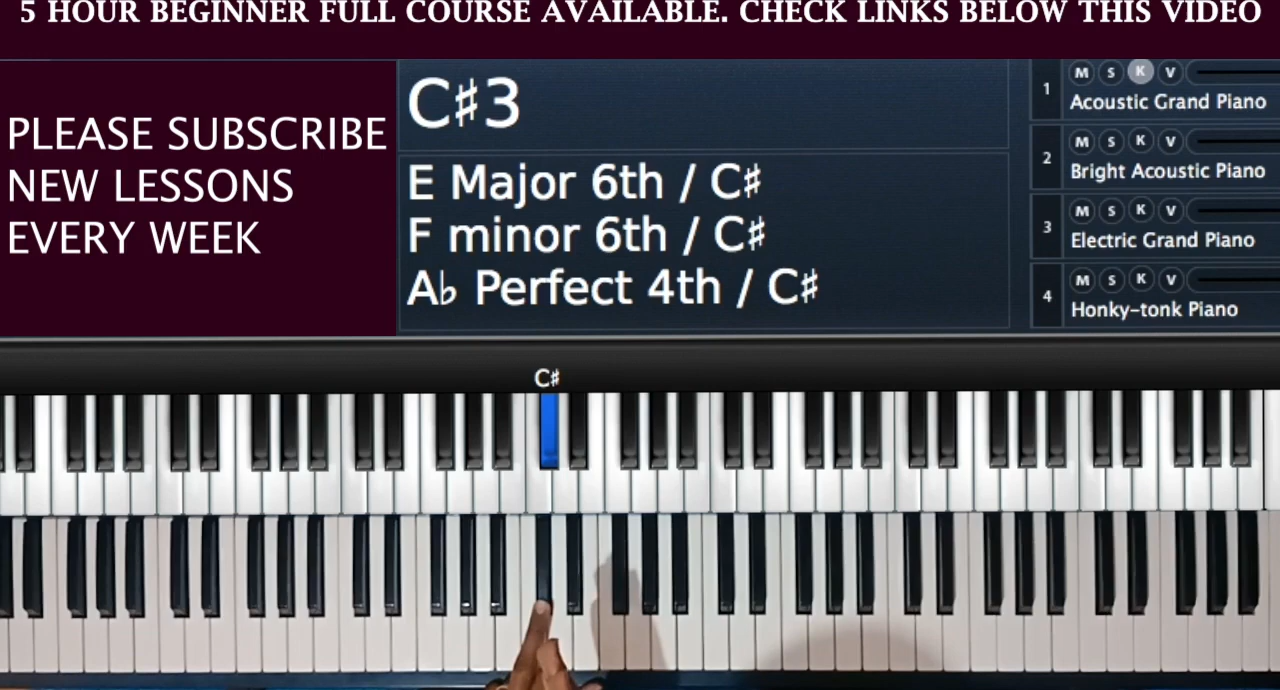 5 HOUR BEGINNER FULL COURSE AVAILABLE. CHECK LINKS BELOW THIS VIDEO
PLEASE SUBSCRIBE
NEW LESSONS
EVERY WEEK
C♯3
E Major 6th / C♯
F minor 6th / C♯
A♭ Perfect 4th / C♯
1 M S K V
Acoustic Grand Piano
2 M S K V
Bright Acoustic Piano
3 M S K V
Electric Grand Piano
4 M S K V
Honky-tonk Piano
C♯